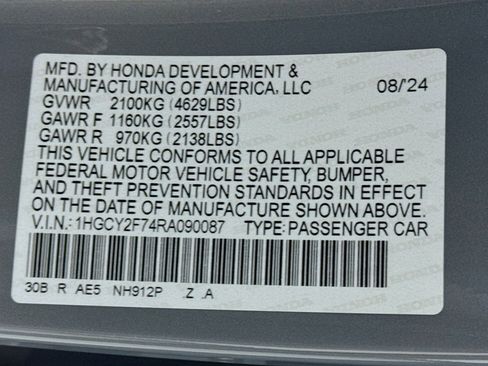 MFD. BY HONDA DEVELOPMENT &
MANUFACTURING OF AMERICA, LLC 08/'24
GVWR 2100KG (4629LBS)
GAWR F 1160KG (2557LBS)
GAWR R 970KG (2138LBS)
THIS VEHICLE CONFORMS TO ALL APPLICABLE
FEDERAL MOTOR VEHICLE SAFETY, BUMPER,
AND THEFT PREVENTION STANDARDS IN EFFECT
ON THE DATE OF MANUFACTURE SHOWN ABOVE.
V.I.N.: 1HGCY2F74RA090087 TYPE: PASSENGER CAR
30B R AE5 NH912P .Z .A